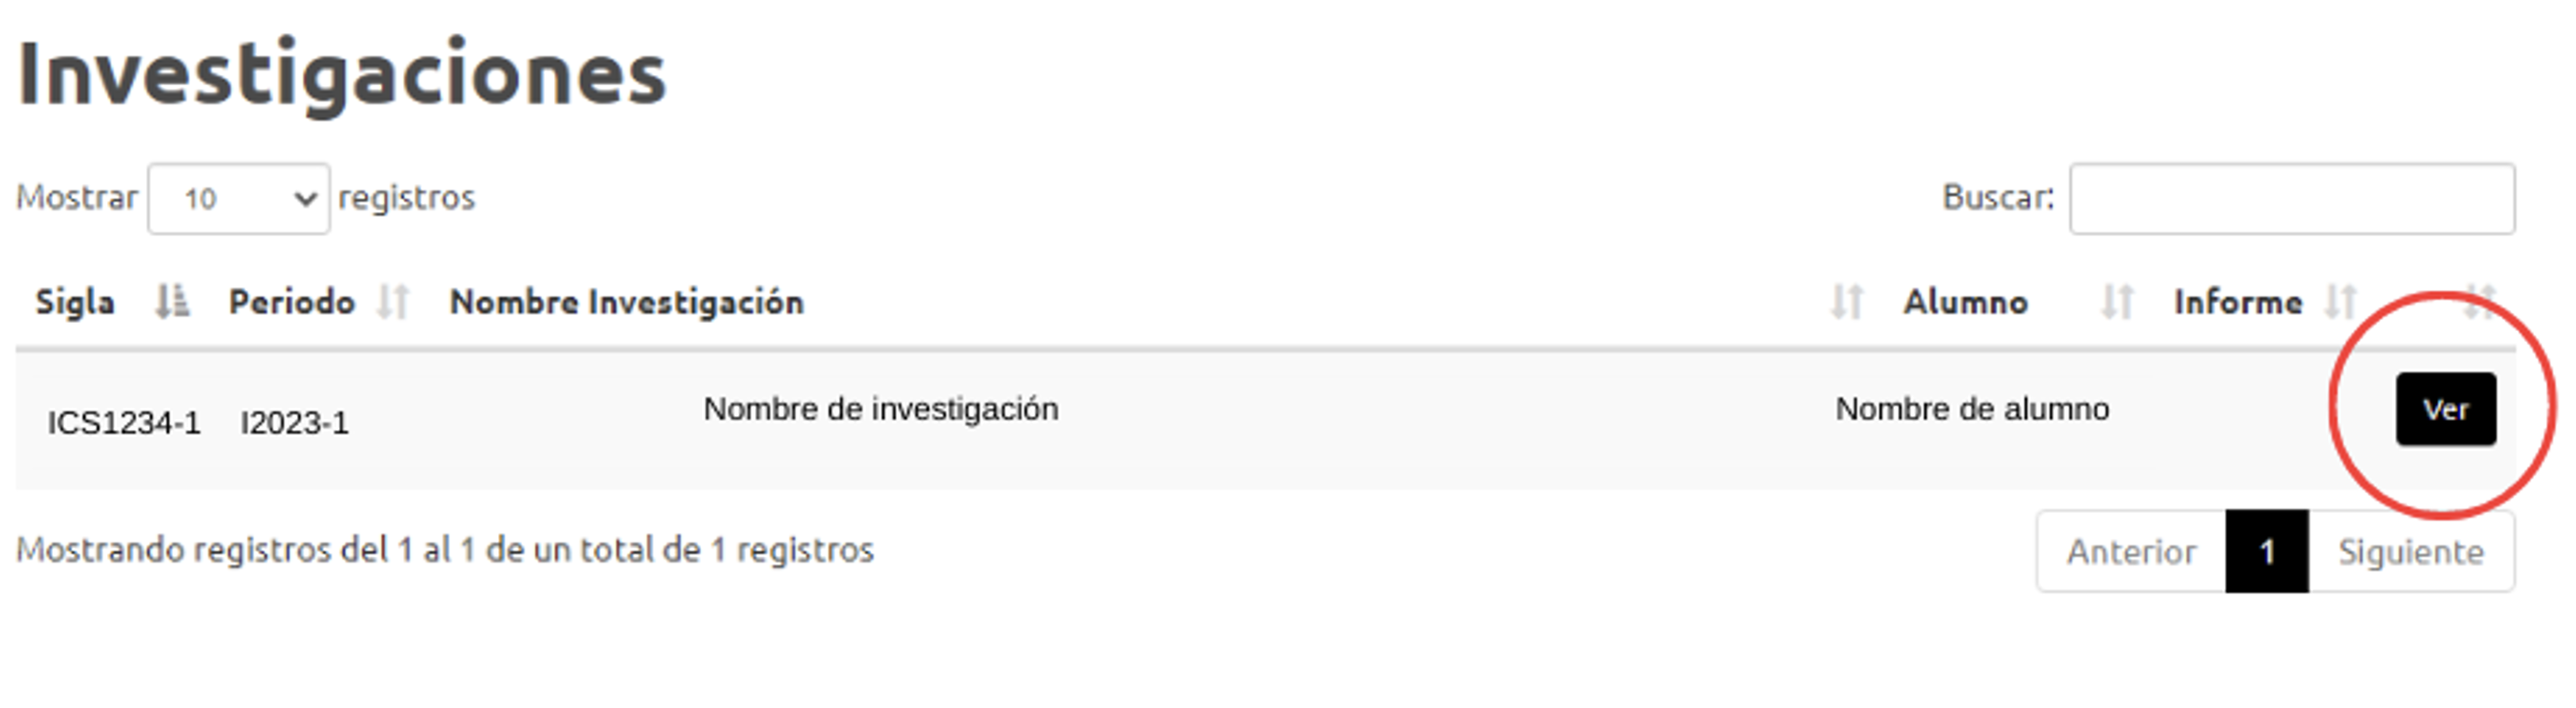 Investigaciones
Mostrar 10 registros Buscar:
Sigla Periodo Nombre Investigación Alumno Informe
ICS1234-1 I2023-1 Nombre de investigación Nombre de alumno Ver
Mostrando registros del 1 al 1 de un total de 1 registros Anterior 1 Siguiente